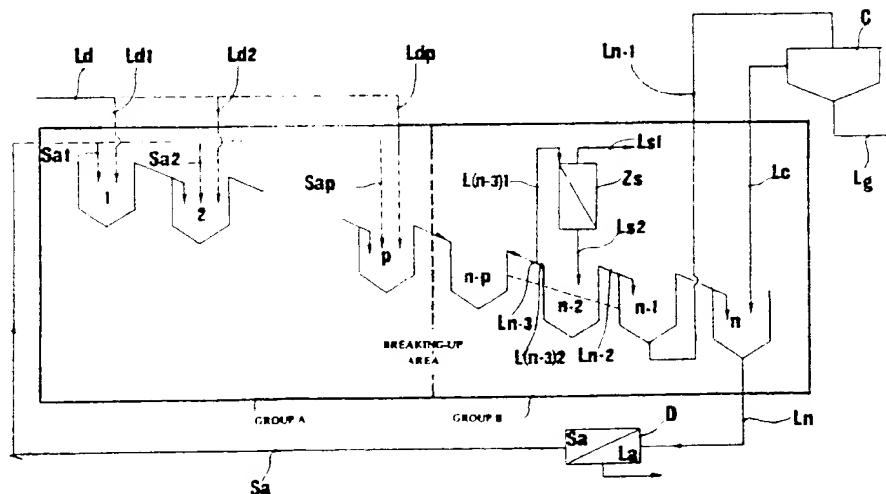 Ld
Ld1
Ld2
Ldp
Ln-1
C
Sa1
Sa2
Sap
L(n-3)1
Ls1
Zs
Ls2
Lc
Lg
1
2
p
n-p
n-2
n-1
n
Ln-3
L(n-3)2
Ln-2
BREAKING-UP
AREA
GROUP A
GROUP B
Sa
La
D
Ln
Sa